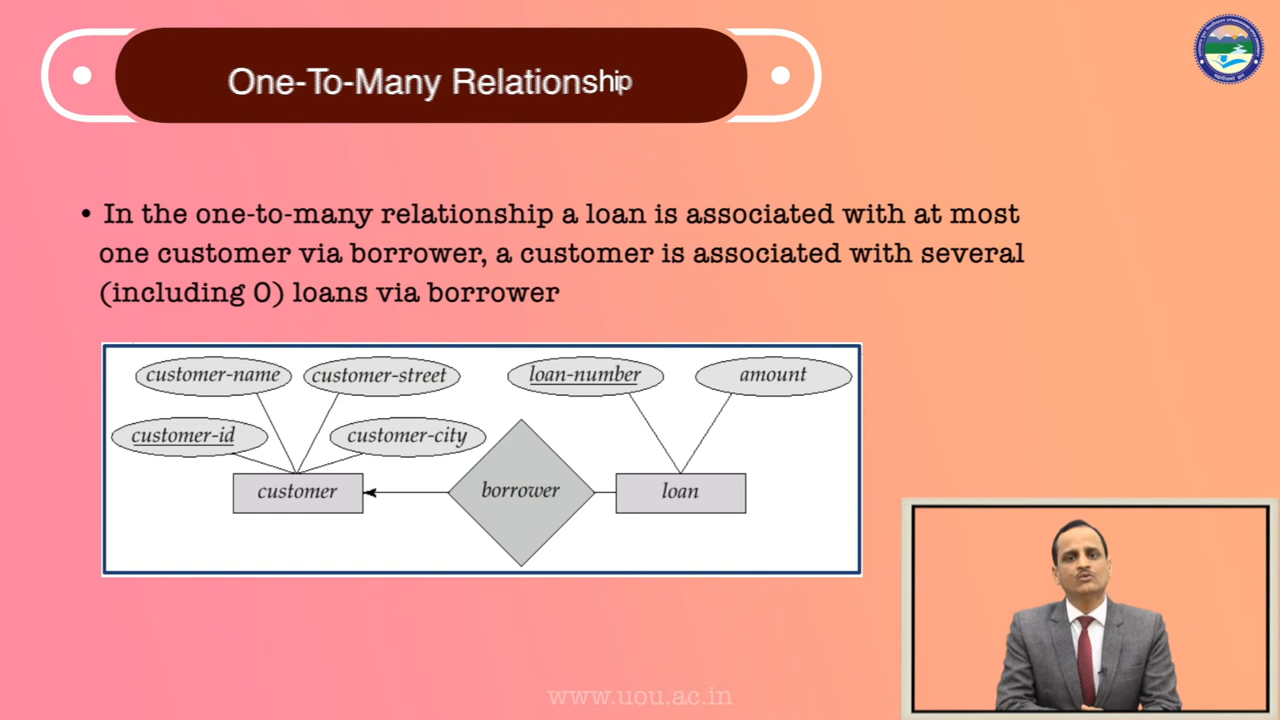 One-To-Many Relationship
• In the one-to-many relationship a loan is associated with at most
one customer via borrower, a customer is associated with several
(including 0) loans via borrower
customer-name customer-street loan-number amount
customer-id customer-city
customer borrower loan
www.uou.ac.in